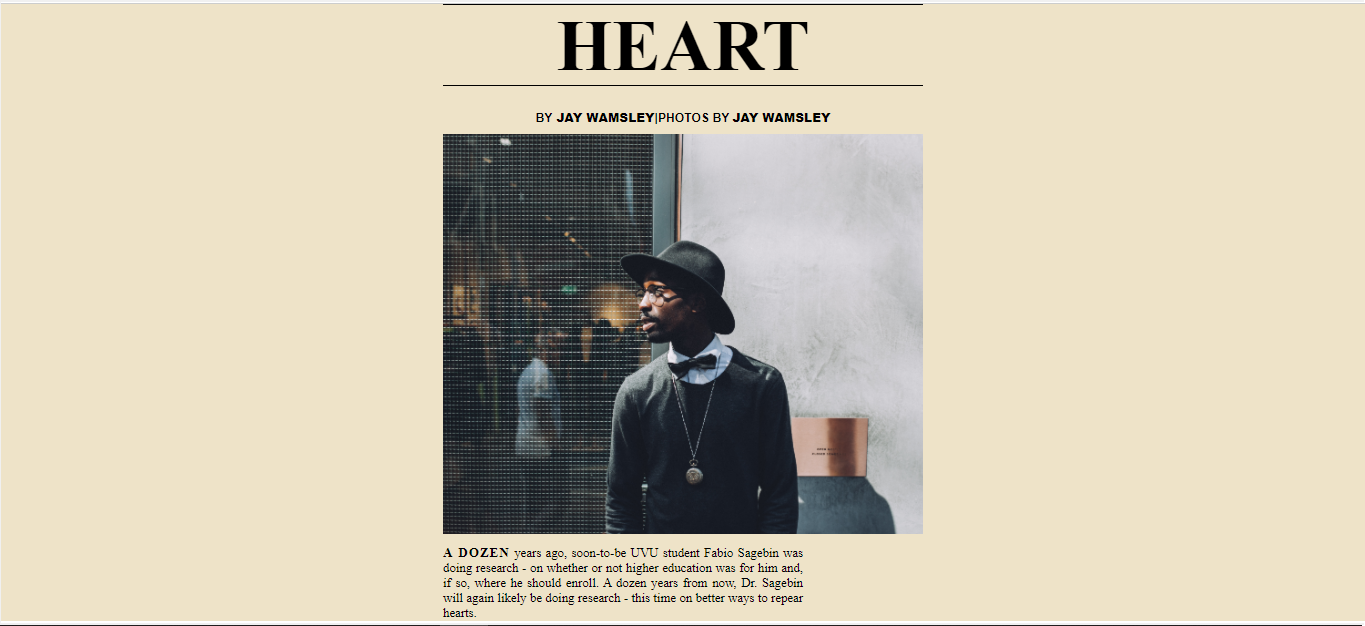 HEART
BY JAY WAMSLEY|PHOTOS BY JAY WAMSLEY
A DOZEN years ago, soon-to-be UVU student Fabio Sagebin was
doing research - on whether or not higher education was for him and,
if so, where he should enroll. A dozen years from now, Dr. Sagebin
will again likely be doing research - this time on better ways to repear
hearts.